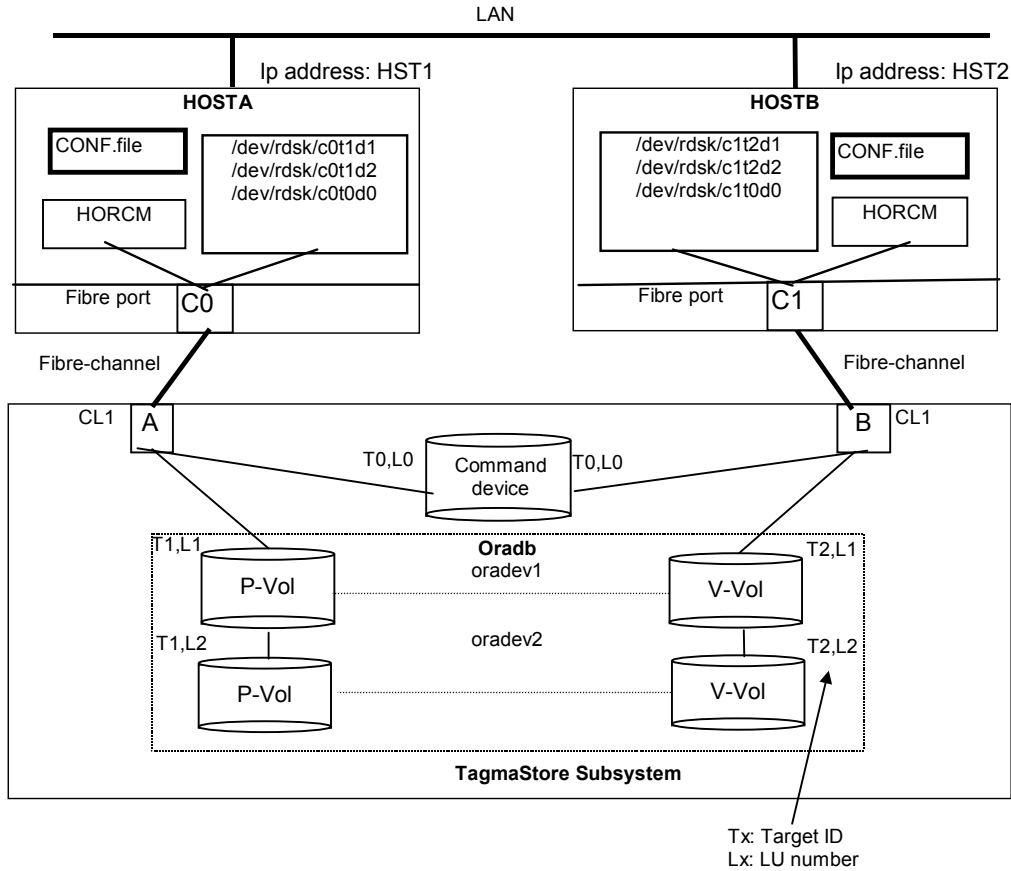 LAN
Ip address: HST1
Ip address: HST2
HOSTA
CONF.file
/dev/rdsk/c0t1d1
/dev/rdsk/c0t1d2
/dev/rdsk/c0t0d0
HORCM
Fibre port
C0
HOSTB
/dev/rdsk/c1t2d1
/dev/rdsk/c1t2d2
/dev/rdsk/c1t0d0
CONF.file
HORCM
Fibre port
C1
Fibre-channel
Fibre-channel
CL1
A
B
CL1
T0,L0
Command
device
T0,L0
T1,L1
Oradb
oradev1
T2,L1
P-Vol
V-Vol
T1,L2
oradev2
T2,L2
P-Vol
V-Vol
TagmaStore Subsystem
Tx: Target ID
Lx: LU number